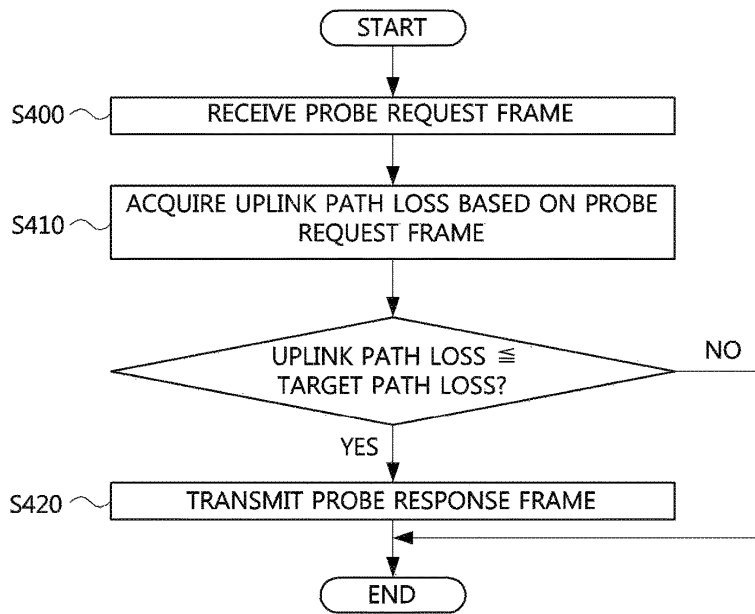 START
S400
RECEIVE PROBE REQUEST FRAME
S410
ACQUIRE UPLINK PATH LOSS BASED ON PROBE
REQUEST FRAME
UPLINK PATH LOSS ≦
TARGET PATH LOSS?
NO
YES
S420
TRANSMIT PROBE RESPONSE FRAME
END